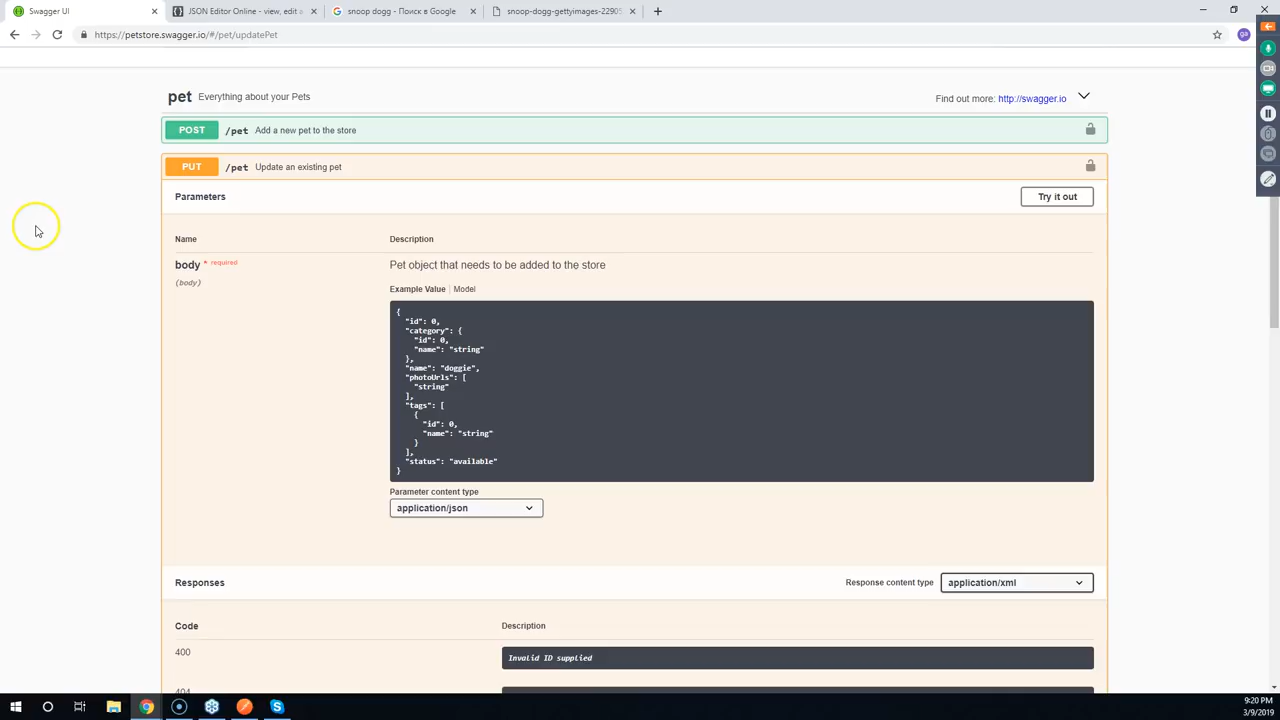 Swagger UI
JSON Editor Online - view, edit a
snoop dogg - Поиск в Google
snoop-dogg-gettyimages-22905
https://petstore.swagger.io/#/pet/updatePet
ga
pet Everything about your Pets
Find out more: http://swagger.io
POST /pet Add a new pet to the store
PUT /pet Update an existing pet
Parameters
Try it out
Name Description
body * required
(body)
Pet object that needs to be added to the store
Example Value | Model
{
"id": 0,
"category": {
"id": 0,
"name": "string"
},
"name": "doggie",
"photoUrls": [
"string"
],
"tags": [
{
"id": 0,
"name": "string"
}
],
"status": "available"
}
Parameter content type
application/json
Responses
Response content type application/xml
Code Description
400 Invalid ID supplied
404
9:20 PM
3/9/2019